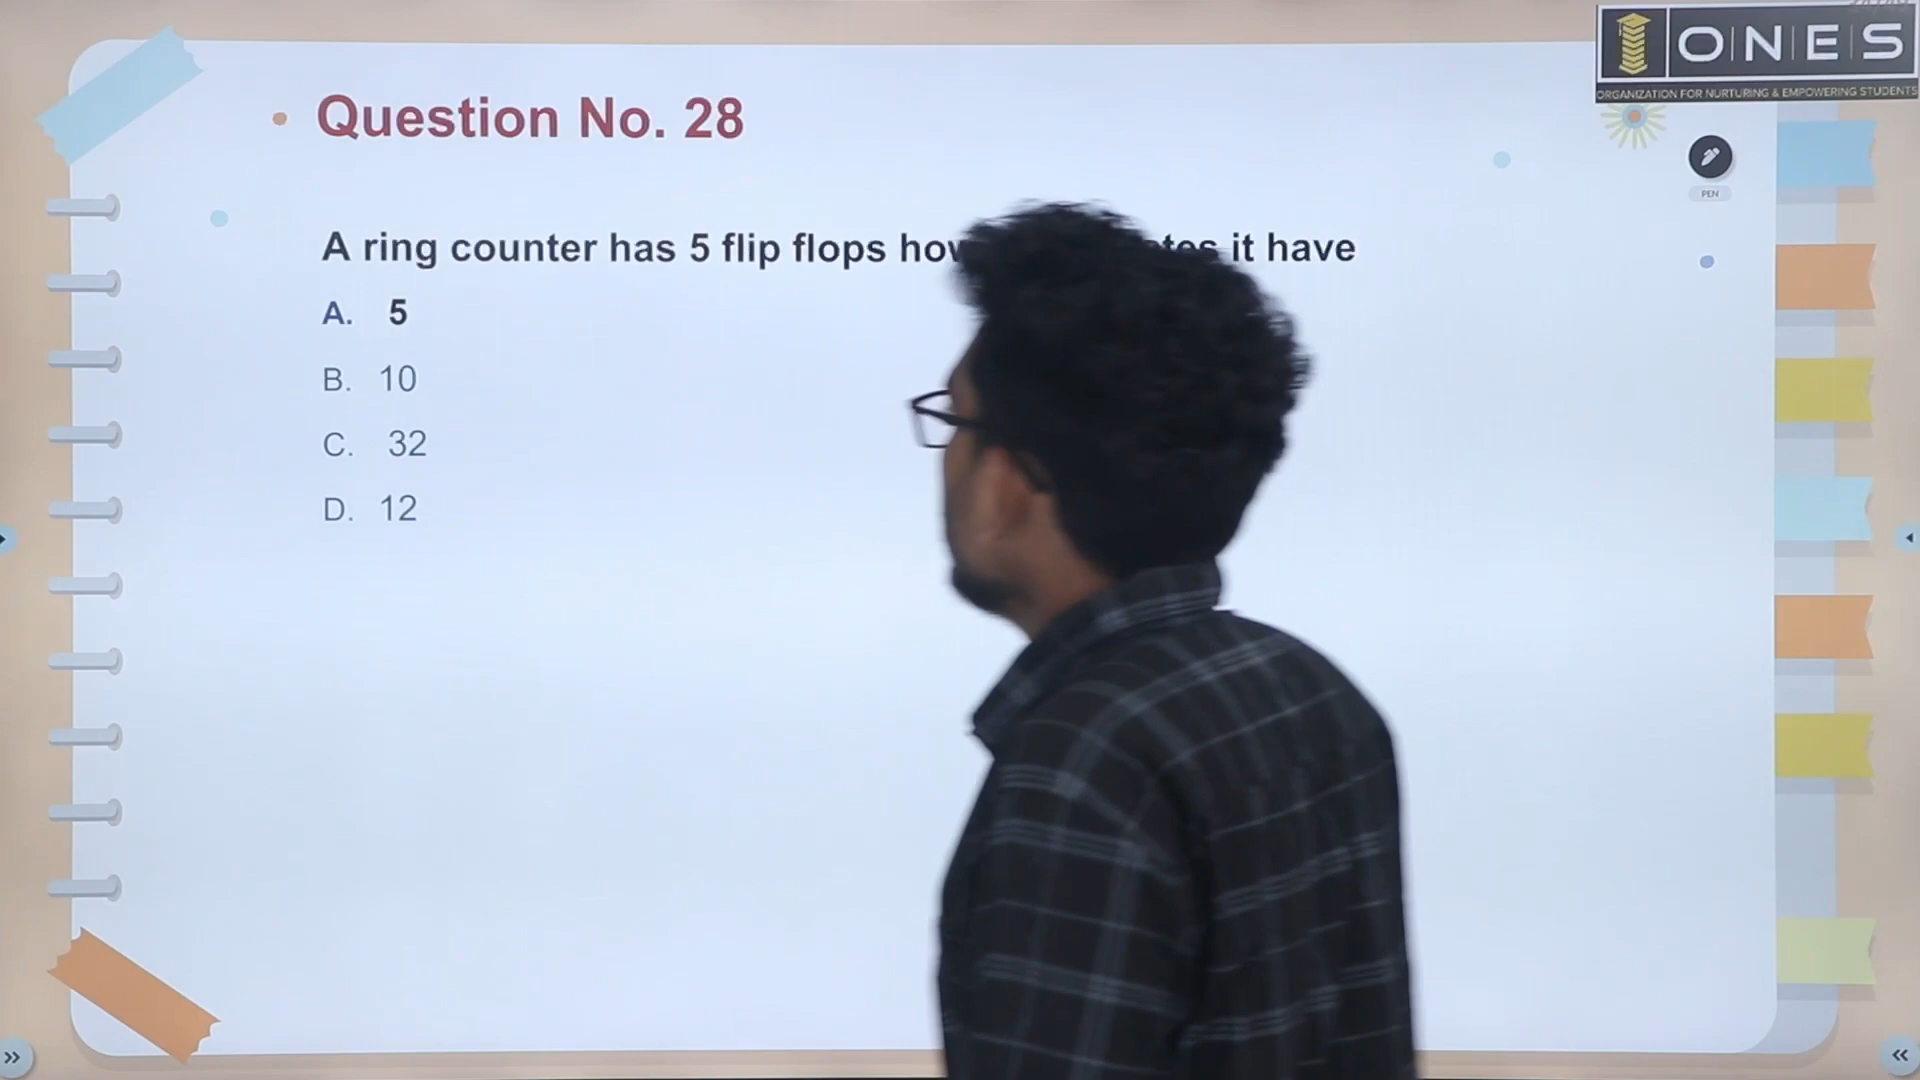 ONES
ORGANIZATION FOR NURTURING & EMPOWERING STUDENTS
• Question No. 28
PEN
A ring counter has 5 flip flops it have
A. 5
B. 10
C. 32
D. 12